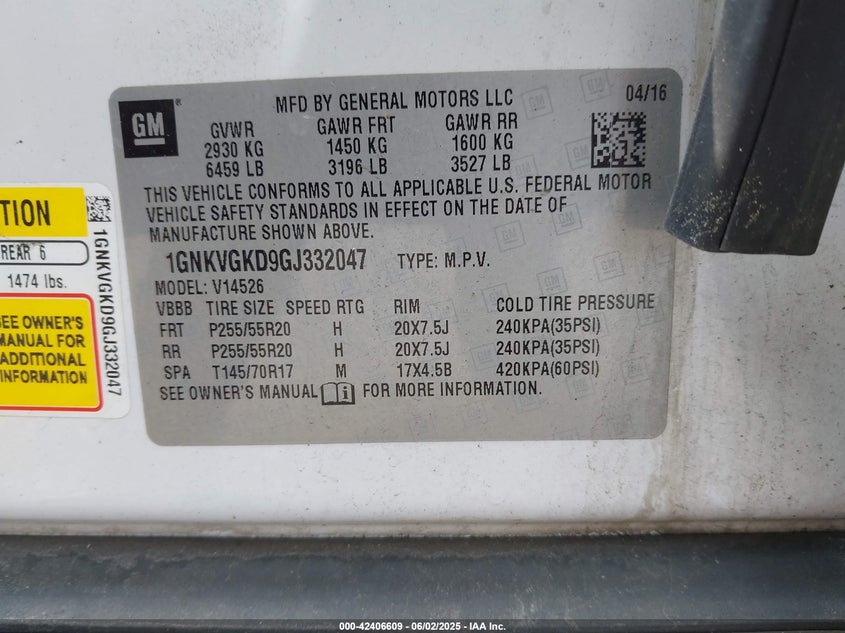 GM
MFD BY GENERAL MOTORS LLC
04/16
GVWR GAWR FRT GAWR RR
2930 KG 1450 KG 1600 KG
6459 LB 3196 LB 3527 LB
THIS VEHICLE CONFORMS TO ALL APPLICABLE U.S. FEDERAL MOTOR
VEHICLE SAFETY STANDARDS IN EFFECT ON THE DATE OF
MANUFACTURE SHOWN ABOVE.
1GNKVGKD9GJ332047 TYPE: M.P.V.
MODEL: V14526
VBBB TIRE SIZE SPEED RTG RIM COLD TIRE PRESSURE
FRT P255/55R20 H 20X7.5J 240KPA(35PSI)
RR P255/55R20 H 20X7.5J 240KPA(35PSI)
SPA T145/70R17 M 17X4.5B 420KPA(60PSI)
SEE OWNER'S MANUAL FOR MORE INFORMATION.
TION
REAR 6
1474 lbs.
SEE OWNER'S
MANUAL FOR
ADDITIONAL
INFORMATION
1GNKVGKD9GJ332047
000-42406609 - 06/02/2025 - IAA Inc.